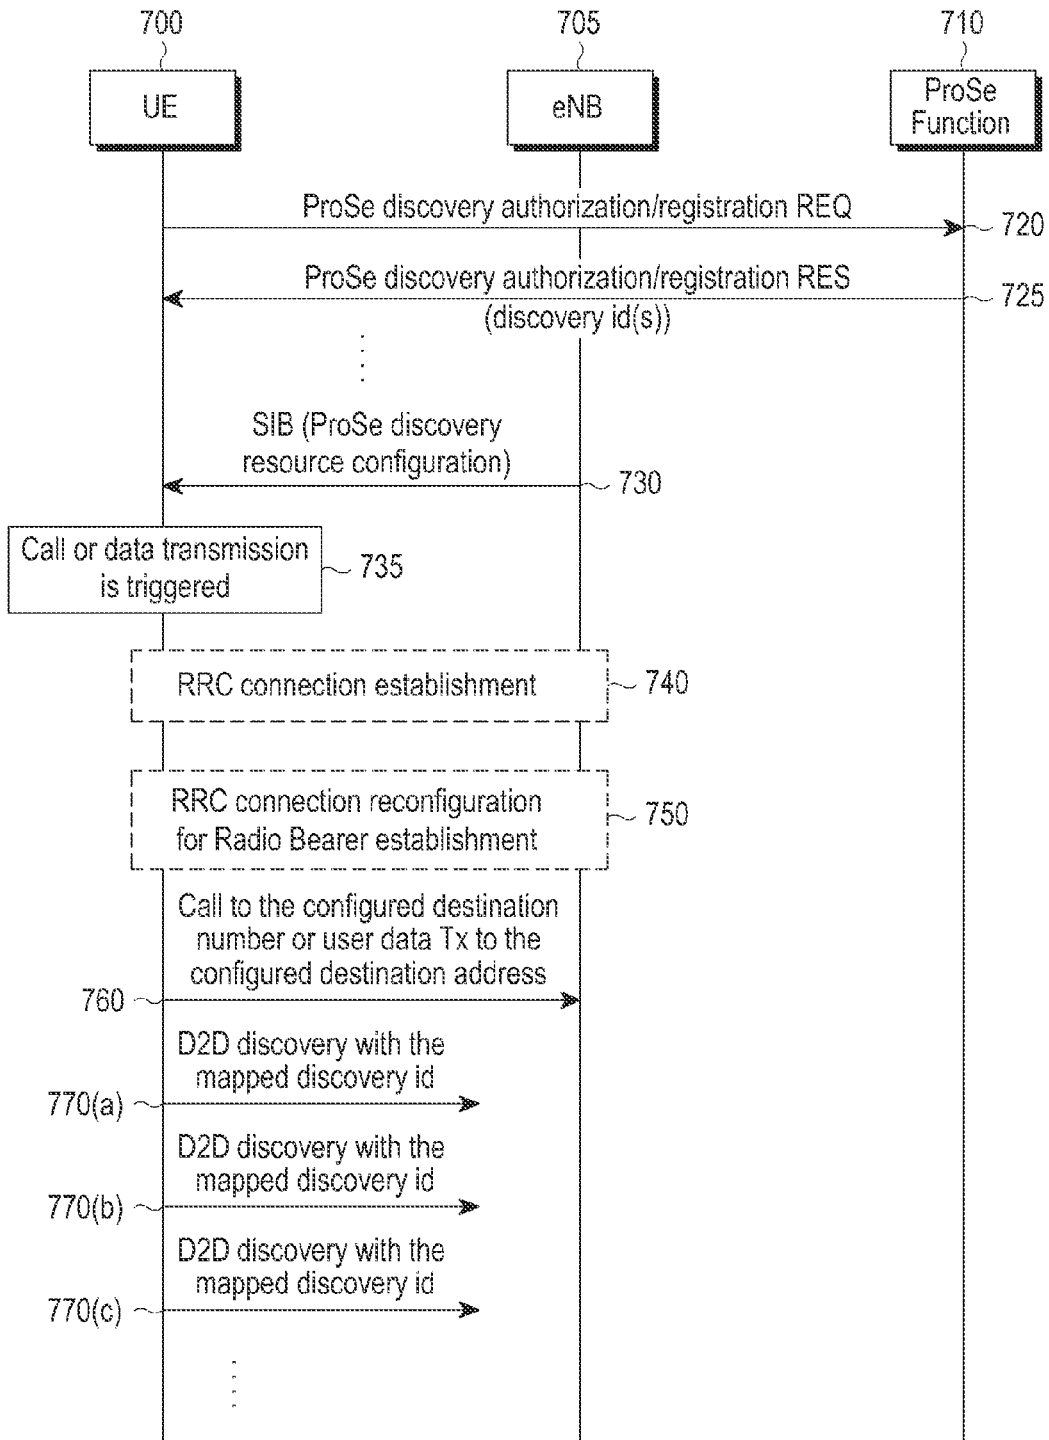 700
705
710
UE
eNB
ProSe
Function
ProSe discovery authorization/registration REQ
720
ProSe discovery authorization/registration RES
725
(discovery id(s))
SIB (ProSe discovery
resource configuration)
730
Call or data transmission
is triggered
735
RRC connection establishment
740
RRC connection reconfiguration
for Radio Bearer establishment
750
Call to the configured destination
number or user data Tx to the
configured destination address
760
D2D discovery with the
mapped discovery id
770(a)
D2D discovery with the
mapped discovery id
770(b)
D2D discovery with the
mapped discovery id
770(c)